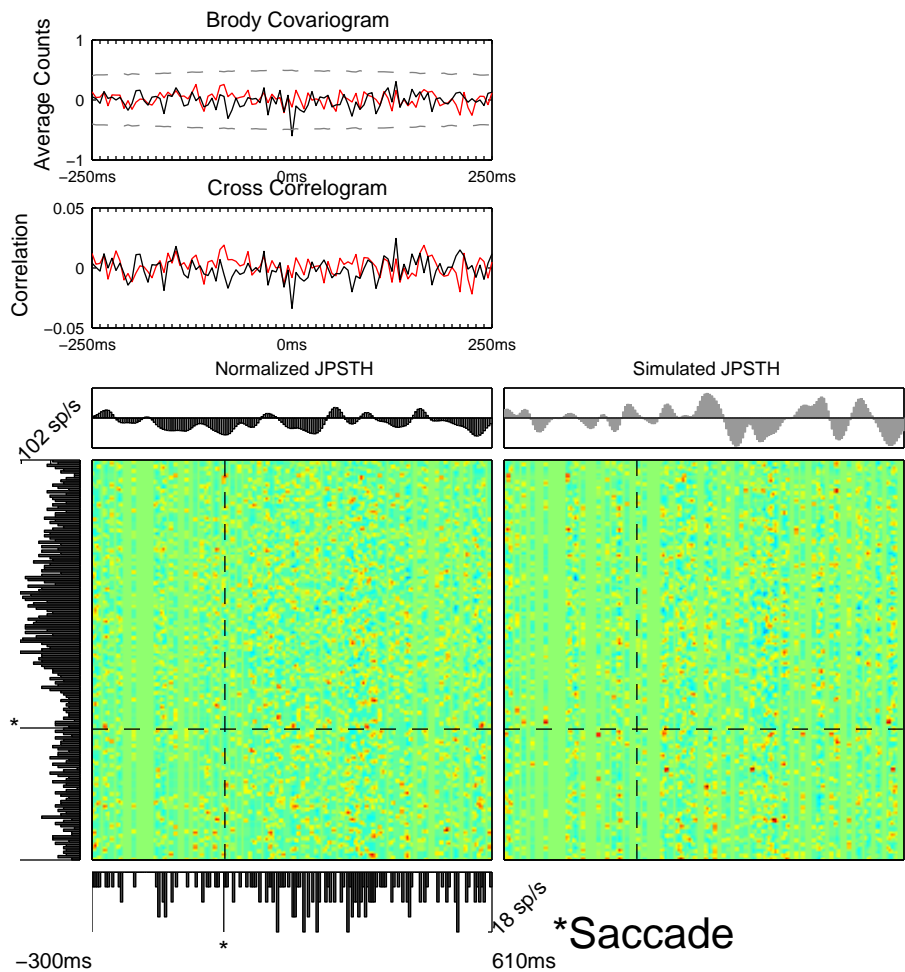 Brody Covariogram
Average Counts
1
0
−1
−250ms
0ms
250ms
Cross Correlogram
Correlation
0.05
0
−0.05
−250ms
0ms
250ms
Normalized JPSTH
Simulated JPSTH
102 sp/s
*
18 sp/s
*
*Saccade
−300ms
610ms